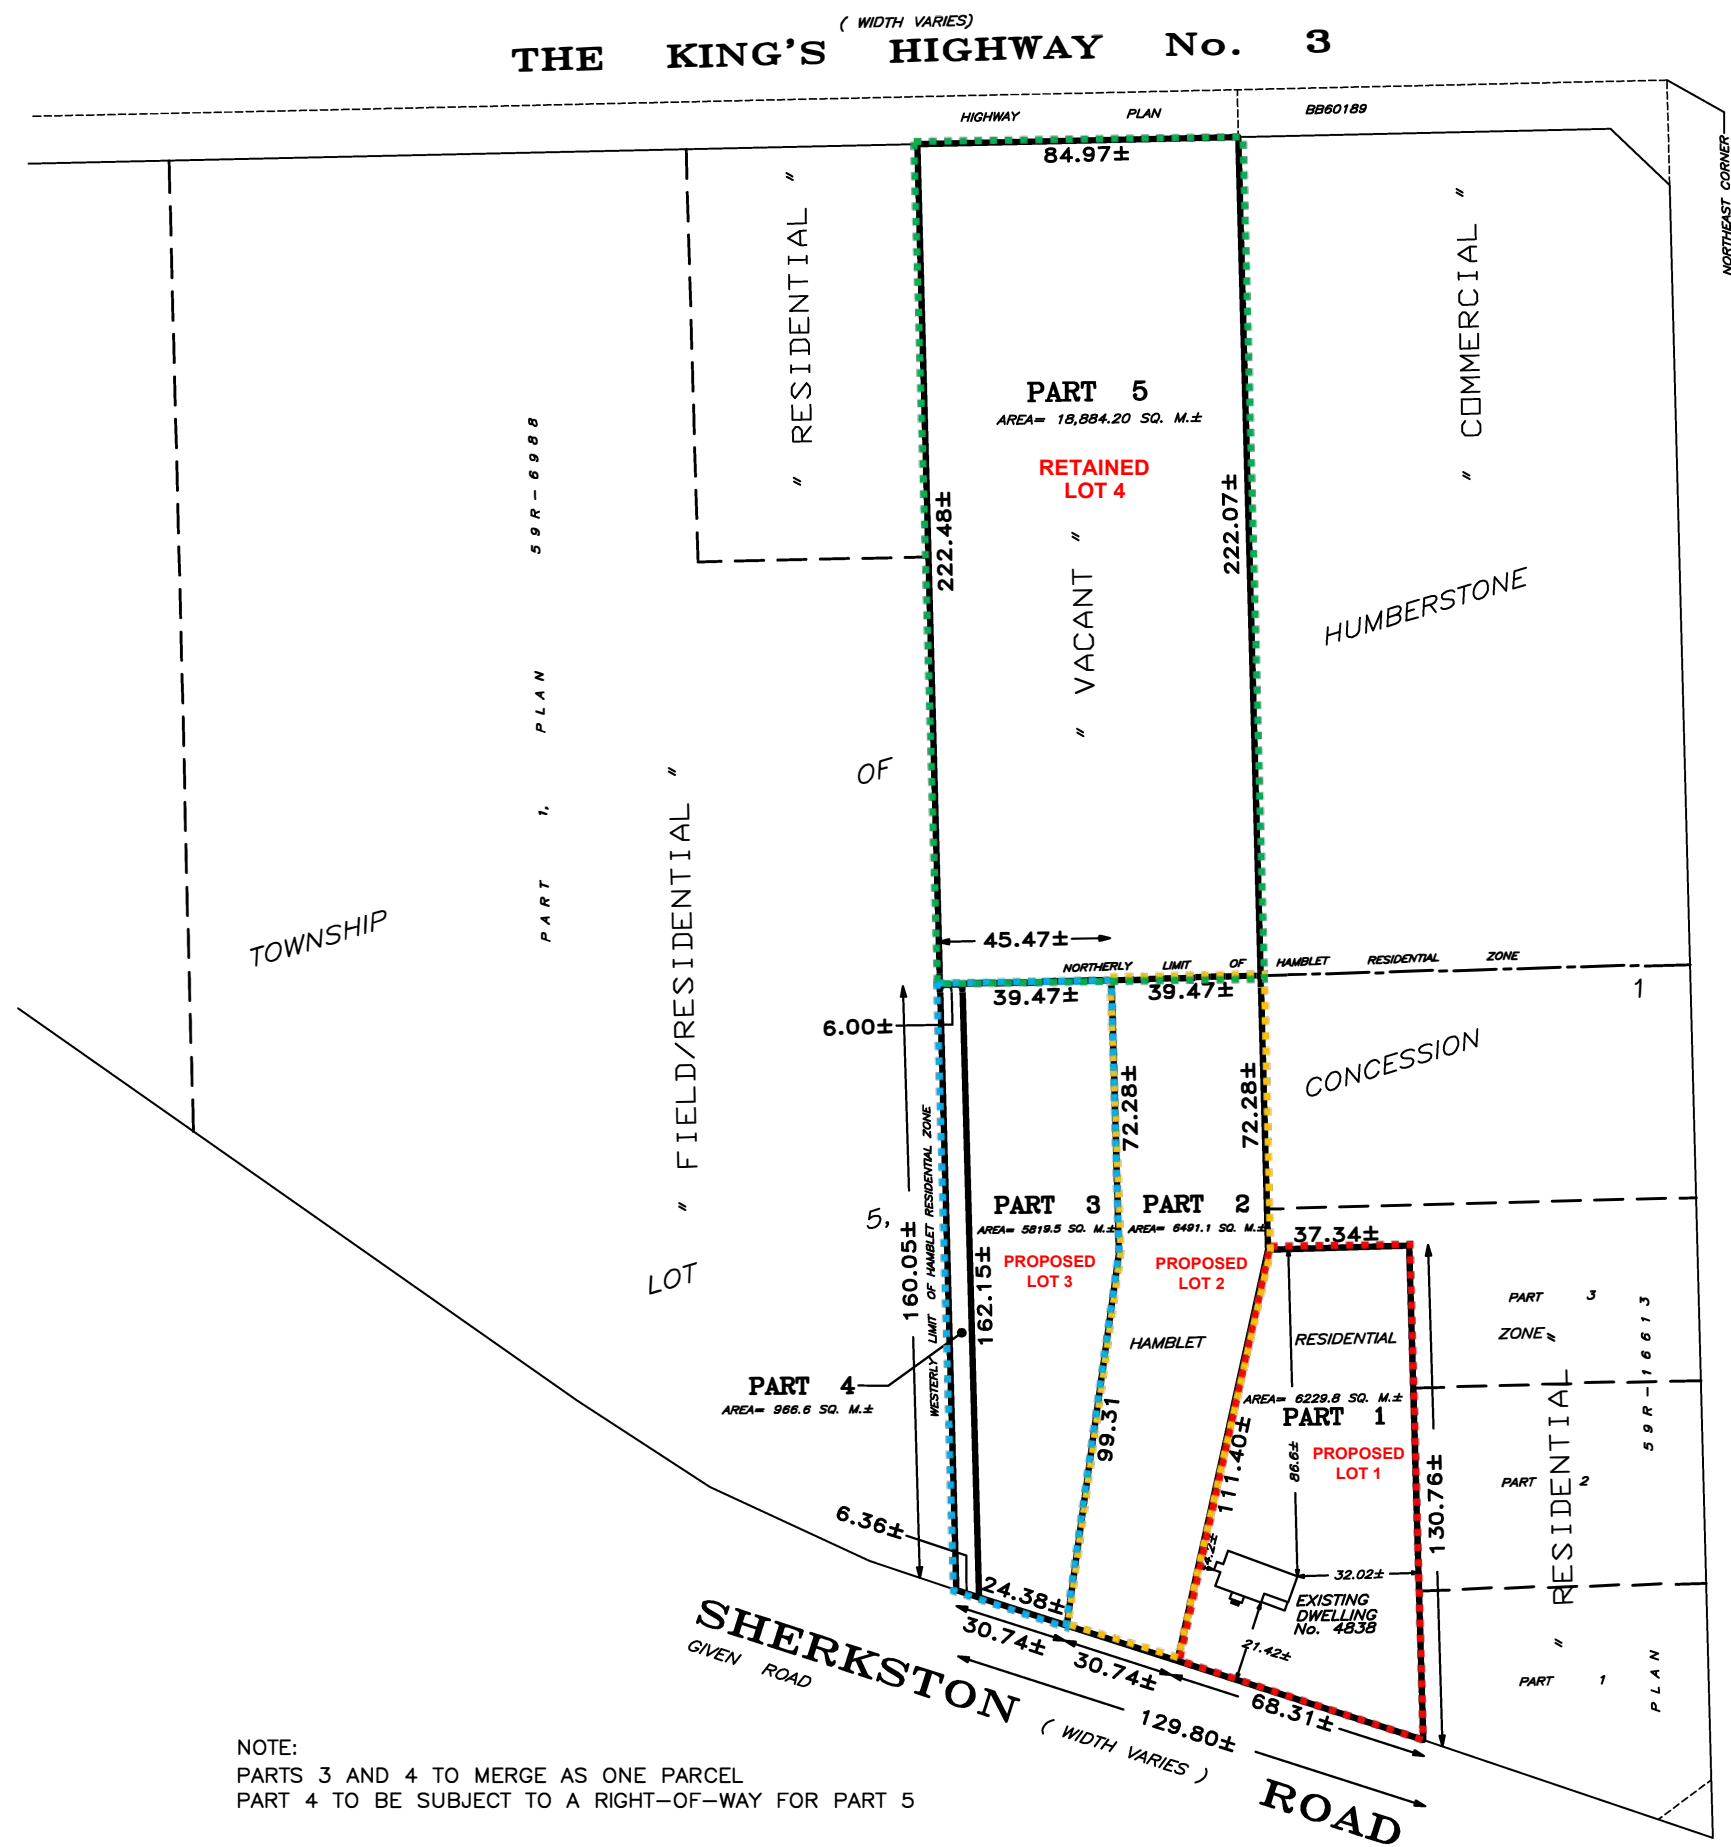 ( WIDTH VARIES)
THE KING'S HIGHWAY No. 3
HIGHWAY PLAN BB60189
NORTHEAST CORNER
84.97±
" RESIDENTIAL "
" COMMERCIAL "
PART 5
AREA= 18,884.20 SQ. M.±
RETAINED
LOT 4
222.48±
222.07±
" VACANT "
PART 1, PLAN 59R-6988
HUMBERSTONE
OF
TOWNSHIP
" FIELD/RESIDENTIAL "
45.47±
NORTHERLY LIMIT OF HAMBLET RESIDENTIAL ZONE
39.47±
39.47±
6.00±
1
CONCESSION
72.28±
72.28±
WESTERLY LIMIT OF HAMBLET RESIDENTIAL ZONE
160.05±
162.15±
5,
LOT
PART 3
AREA= 5819.5 SQ. M.±
PROPOSED
LOT 3
PART 2
AREA= 6491.1 SQ. M.±
PROPOSED
LOT 2
37.34±
HAMBLET RESIDENTIAL ZONE
PART 3
PART 4
AREA= 966.6 SQ. M.±
AREA= 6229.8 SQ. M.±
PART 1
PROPOSED
LOT 1
99.31
111.40±
86.6±
130.76±
PART 2
" RESIDENTIAL "
PLAN 59R-16613
6.36±
4.2±
32.02±
EXISTING
DWELLING
No. 4838
21.42±
24.38±
30.74±
30.74±
68.31±
129.80±
PART 1
SHERKSTON ROAD
GIVEN ROAD
( WIDTH VARIES )
NOTE:
PARTS 3 AND 4 TO MERGE AS ONE PARCEL
PART 4 TO BE SUBJECT TO A RIGHT-OF-WAY FOR PART 5